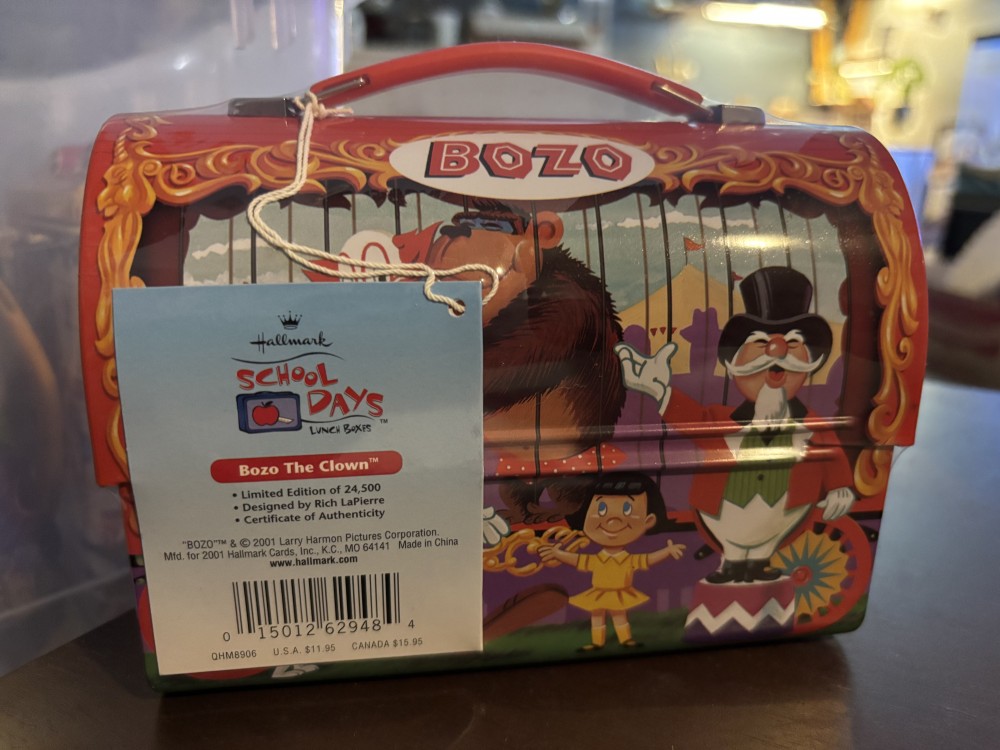 BOZO
Hallmark
SCHOOL
DAYS™
LUNCH BOXES
Bozo The Clown™
• Limited Edition of 24,500
• Designed by Rich LaPierre
• Certificate of Authenticity
"BOZO"™ & © 2001 Larry Harmon Pictures Corporation.
Mfd. for 2001 Hallmark Cards, Inc., K.C., MO 64141 Made in China
www.hallmark.com
0 15012 62948 4
QHM8906 U.S.A. $11.95 CANADA $15.95